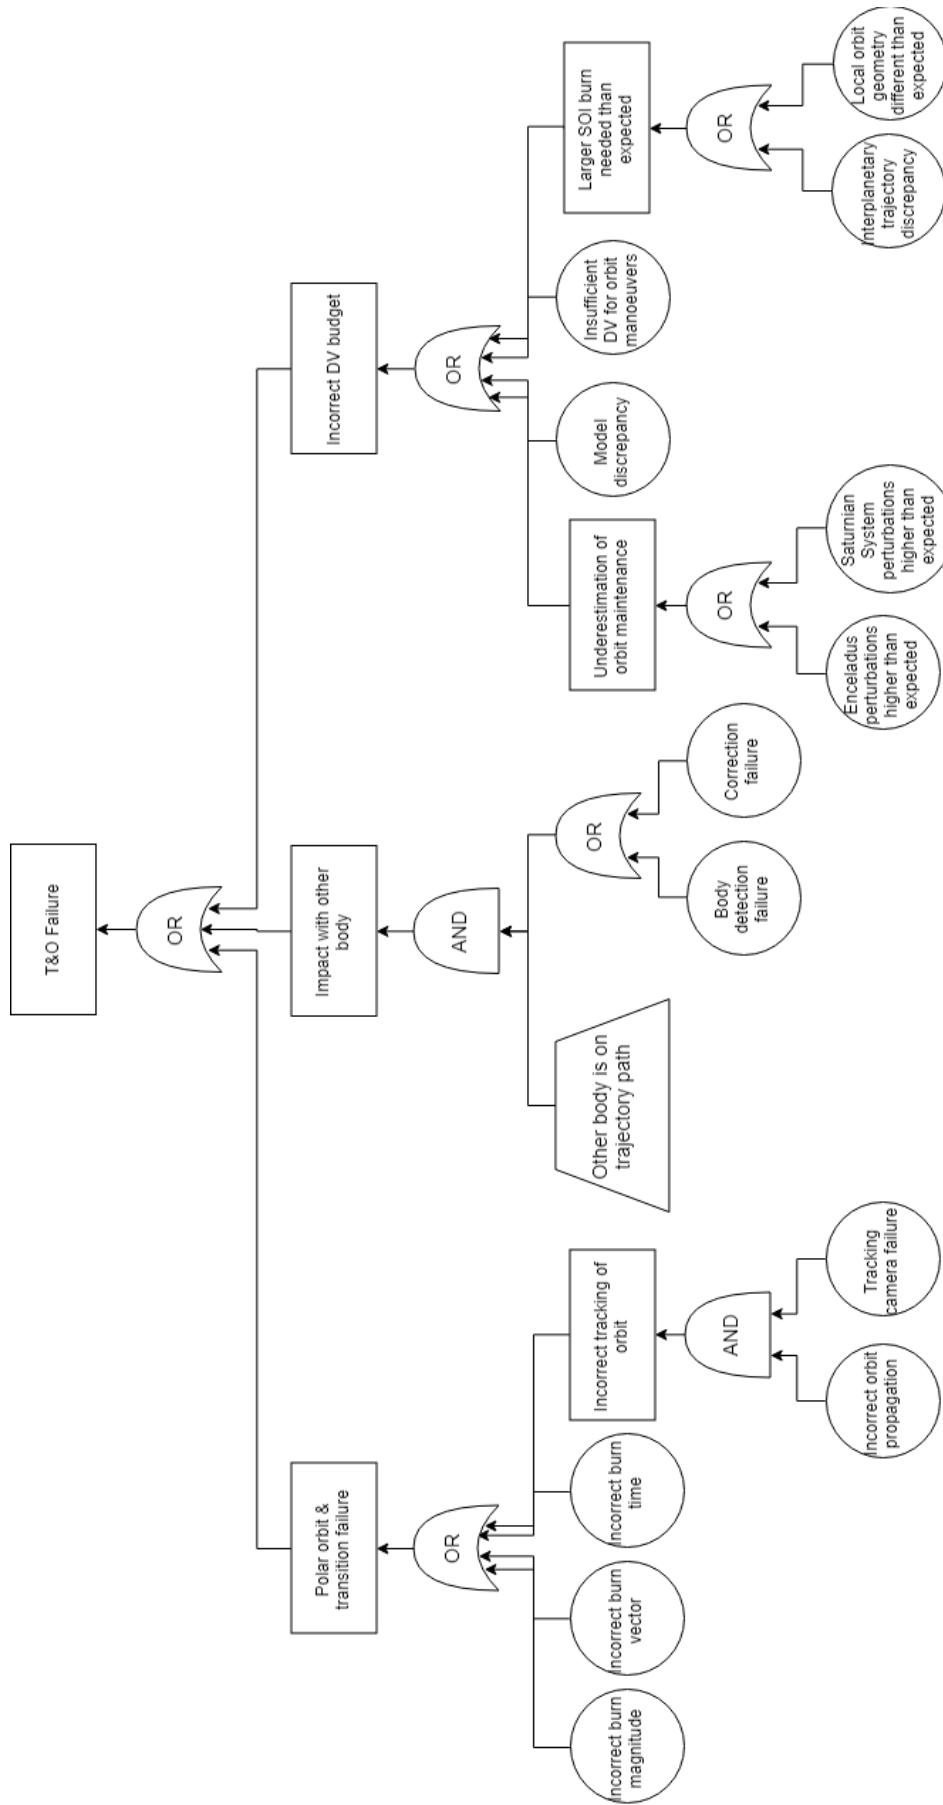 T&O Failure
OR
Polar orbit &
transition failure
Impact with other
body
Incorrect DV budget
OR
AND
OR
Incorrect burn
magnitude
Incorrect burn
vector
Incorrect burn
time
Incorrect tracking of
orbit
Other body is on
trajectory path
OR
Underestimation of
orbit maintenance
Model
discrepancy
Insufficient
DV for orbit
manoeuvers
Larger SOI burn
needed than
expected
AND
Body
detection
failure
Correction
failure
OR
OR
Incorrect orbit
propagation
Tracking
camera failure
Enceladus
perturbations
higher than
expected
Saturnian
System
perturbations
higher than
expected
Interplanetary
trajectory
discrepancy
Local orbit
geometry
different than
expected